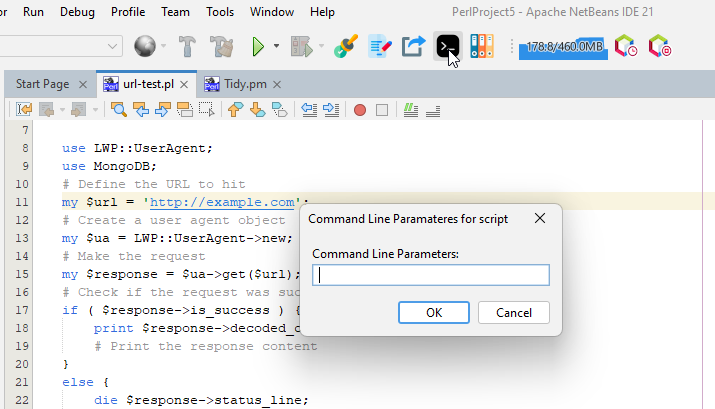 Run Debug Profile Team Tools Window Help PerlProject5 - Apache NetBeans IDE 21
178.8/460.0MB
Start Page url-test.pl Tidy.pm
7
8 use LWP::UserAgent;
9 use MongoDB;
10 # Define the URL to hit
11 my $url = 'http://example.com';
12 # Create a user agent object
13 my $ua = LWP::UserAgent->new;
14 # Make the request
15 my $response = $ua->get($url);
16 # Check if the request was suc
17 if ( $response->is_success ) {
18 print $response->decoded_c
19 # Print the response content
20 }
21 else {
22 die $response->status_line;
Command Line Paramateres for script
Command Line Parameters:
OK Cancel